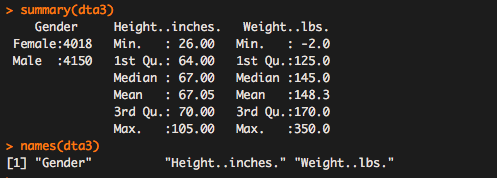 > summary(dta3)
    Gender     Height..inches.   Weight..lbs.
 Female:4018   Min.   : 26.00   Min.   : -2.0
 Male  :4150   1st Qu.: 64.00   1st Qu.:125.0
               Median : 67.00   Median :145.0
               Mean   : 67.05   Mean   :148.3
               3rd Qu.: 70.00   3rd Qu.:170.0
               Max.   :105.00   Max.   :350.0
> names(dta3)
[1] "Gender"          "Height..inches." "Weight..lbs."